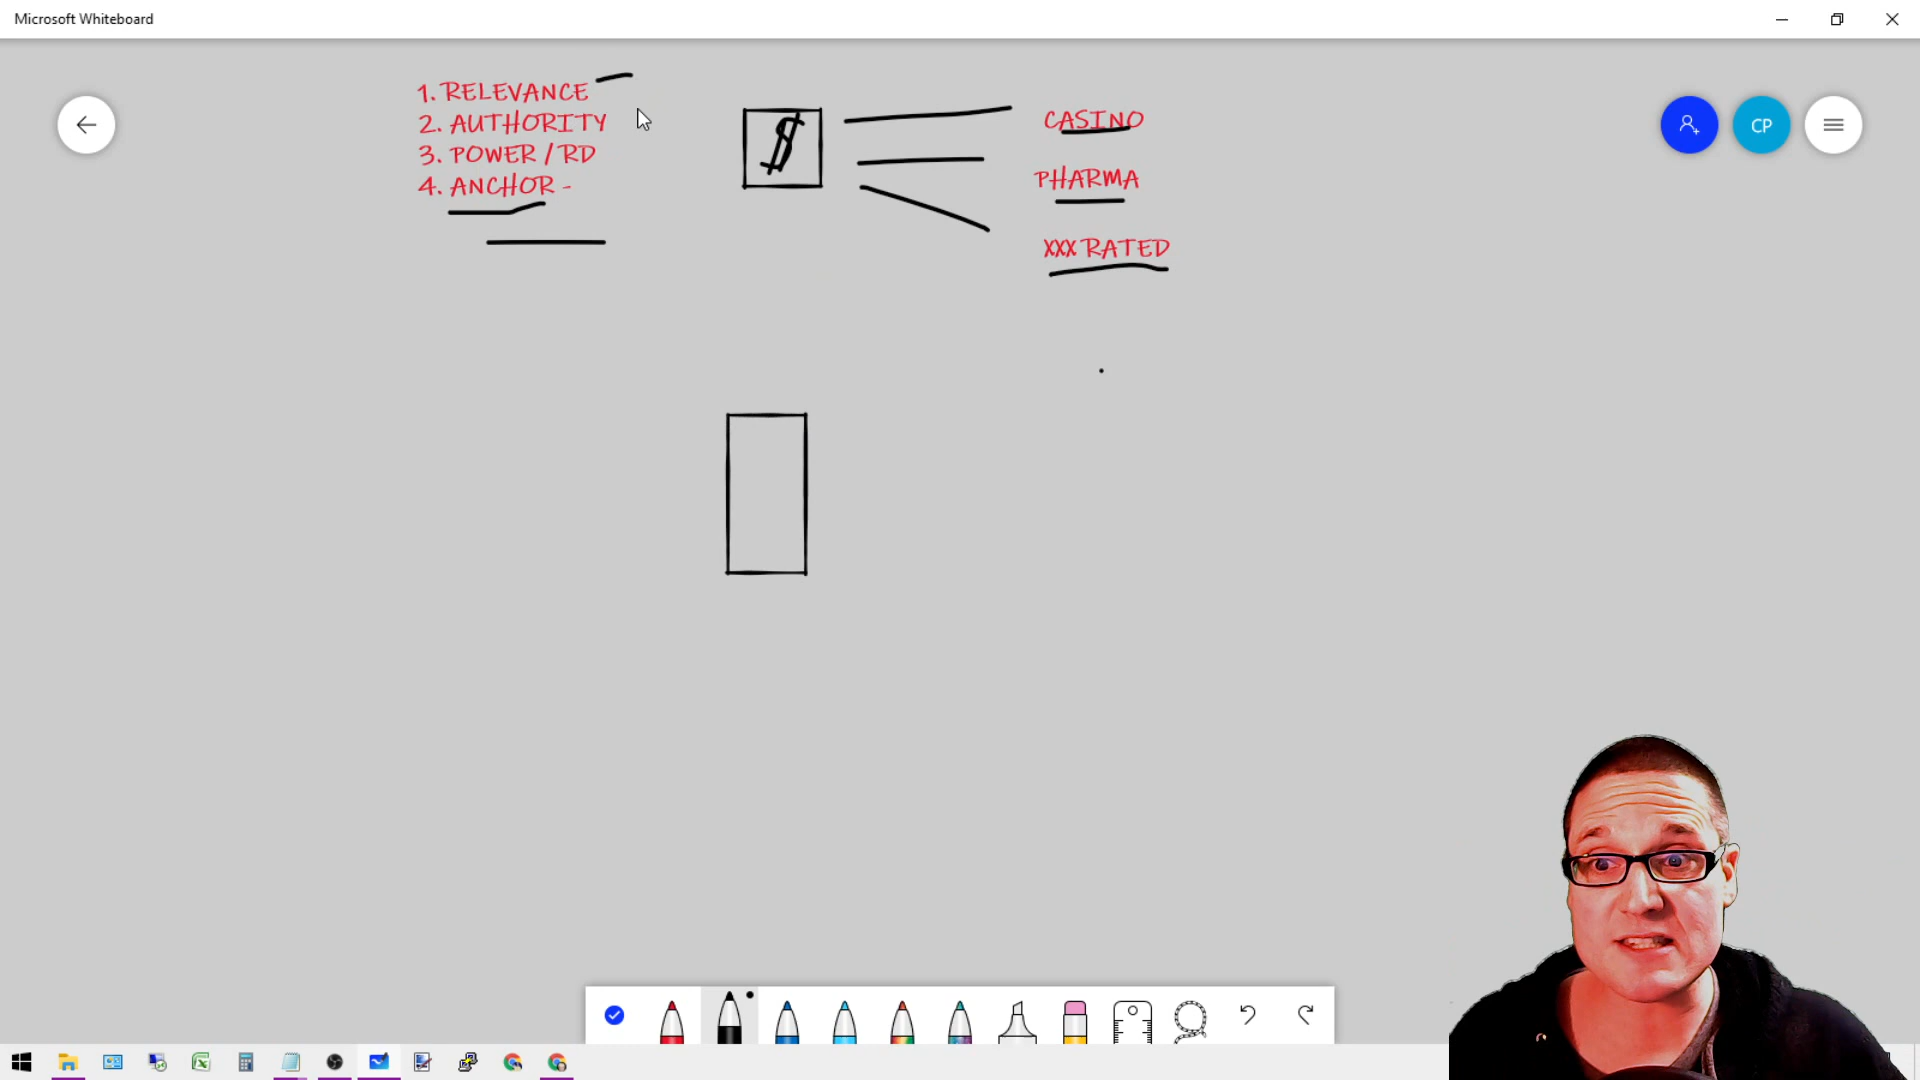 Microsoft Whiteboard
1. RELEVANCE
2. AUTHORITY
3. POWER / RD
4. ANCHOR -
$
CASINO
PHARMA
XXX RATED
CP